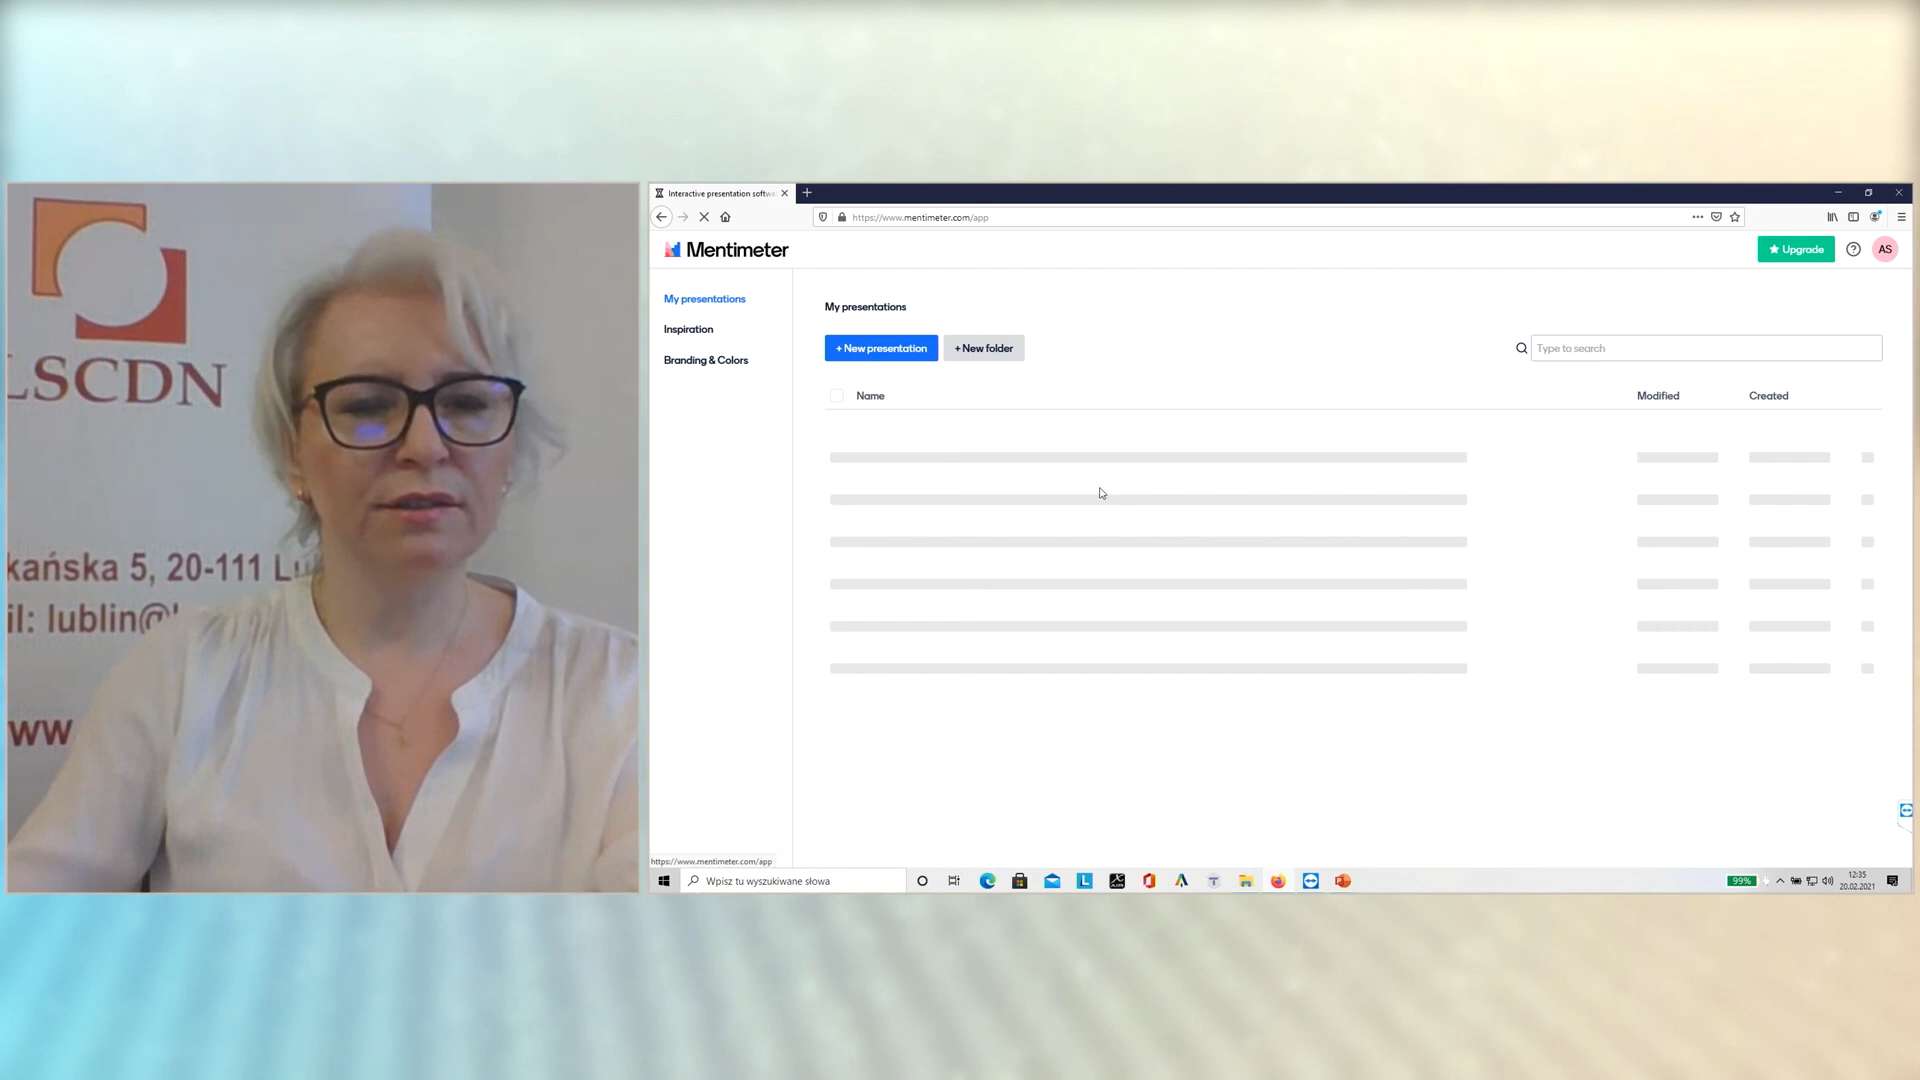 LSCDN
kańska 5, 20-111 Lu
il: lublin@
ww
Interactive presentation softwa
https://www.mentimeter.com/app
Mentimeter
Upgrade
AS
My presentations
Inspiration
Branding & Colors
My presentations
+ New presentation
+ New folder
Type to search
Name
Modified
Created
https://www.mentimeter.com/app
Wpisz tu wyszukiwane słowa
99%
12:35
20.02.2021